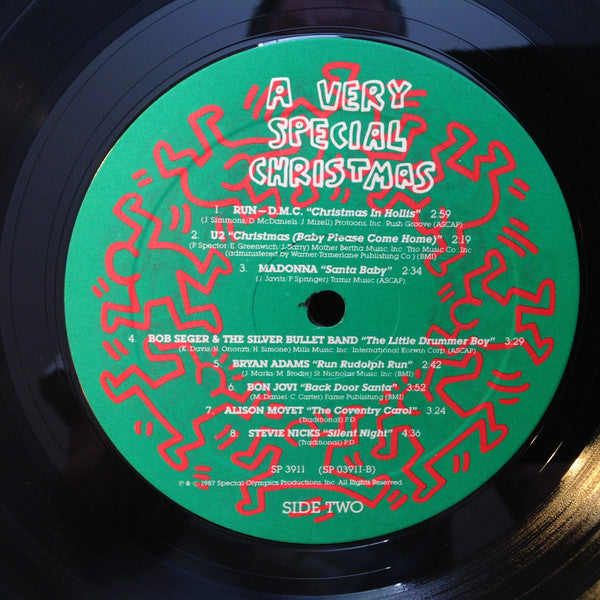 A VERY
SPECIAL
CHRISTMAS
1. RUN–D.M.C. "Christmas In Hollis" 2:59
(J. Simmons/D. McDaniels/J. Mizell) Protoons, Inc. Rush Groove (ASCAP)
2. U2 "Christmas (Baby Please Come Home)" 2:19
(P. Spector/E. Greenwich/J. Barry) Mother Bertha Music, Inc. Trio Music Co. Inc
(administered by Warner-Tamerlane Publishing Co.) (BMI)
3. MADONNA "Santa Baby" 2:34
(J. Javits/P. Springer) Tamir Music (ASCAP)
4. BOB SEGER & THE SILVER BULLET BAND "The Little Drummer Boy" 3:29
(K. Davis/H. Onorati/H. Simone) Mills Music Inc. International Korwin Corp. (ASCAP)
5. BRYAN ADAMS "Run Rudolph Run" 2:42
(J. Marks/M. Brodie) St. Nicholas Music Inc (BMI)
6. BON JOVI "Back Door Santa" 3:52
(M. Daniel/C. Carter) Fame Publishing (BMI)
7. ALISON MOYET "The Coventry Carol" 3:24
(Traditional) P.D.
8. STEVIE NICKS "Silent Night" 4:36
(Traditional) P.D.
SP 3911 (SP 03911-B)
℗ & © 1987 Special Olympics Productions, Inc. All Rights Reserved
SIDE TWO